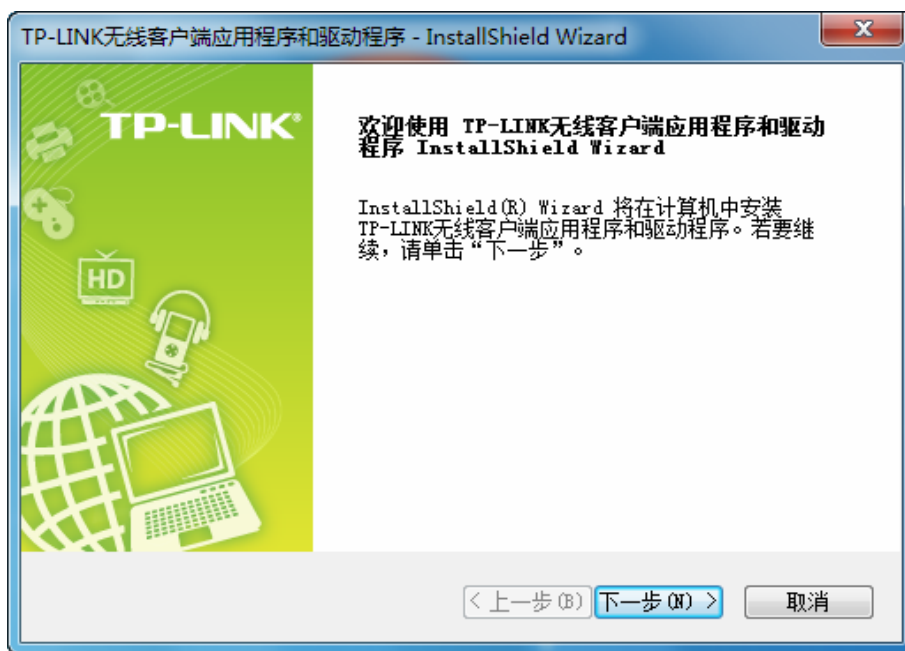 TP-LINK无线客户端应用程序和驱动程序 - InstallShield Wizard
TP-LINK®
欢迎使用 TP-LINK无线客户端应用程序和驱动
程序 InstallShield Wizard
InstallShield(R) Wizard 将在计算机中安装
TP-LINK无线客户端应用程序和驱动程序。若要继
续，请单击“下一步”。
HD
< 上一步(B) 下一步(N) > 取消